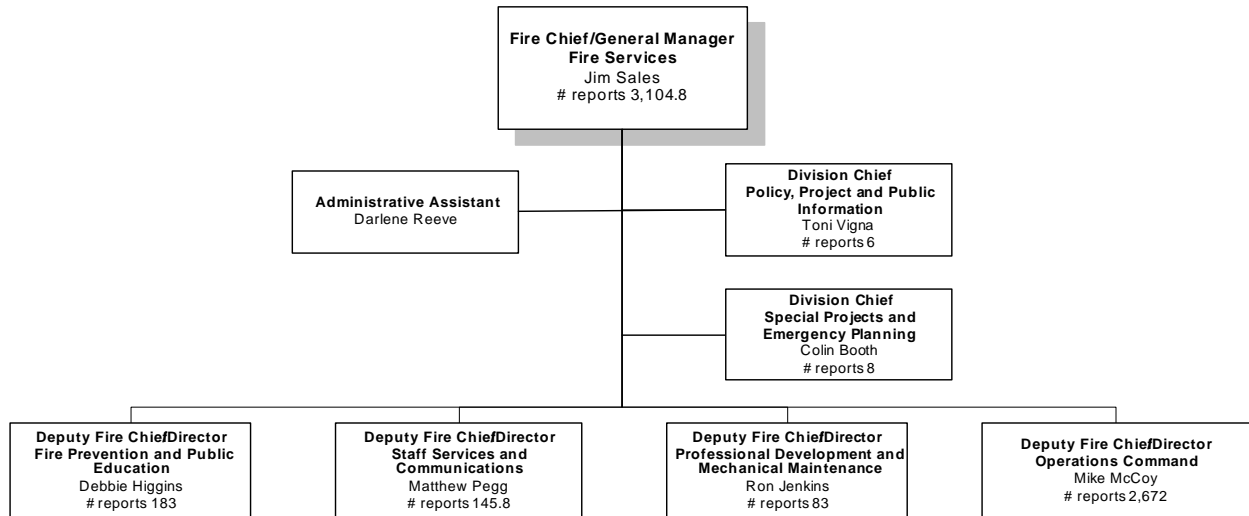 Fire Chief/General Manager
Fire Services
Jim Sales
# reports 3,104.8
Administrative Assistant
Darlene Reeve
Division Chief
Policy, Project and Public
Information
Toni Vigna
# reports 6
Division Chief
Special Projects and
Emergency Planning
Colin Booth
# reports 8
Deputy Fire Chief/Director
Fire Prevention and Public
Education
Debbie Higgins
# reports 183
Deputy Fire Chief/Director
Staff Services and
Communications
Matthew Pegg
# reports 145.8
Deputy Fire Chief/Director
Professional Development and
Mechanical Maintenance
Ron Jenkins
# reports 83
Deputy Fire Chief/Director
Operations Command
Mike McCoy
# reports 2,672